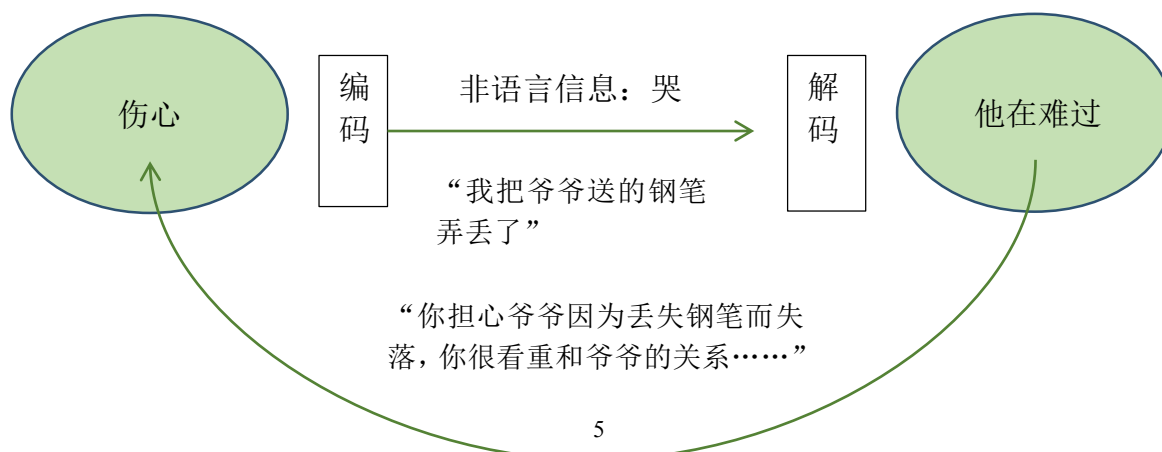 伤心
编
码
非语言信息：哭
解
码
他在难过
“我把爷爷送的钢笔
弄丢了”
“你担心爷爷因为丢失钢笔而失
落，你很看重和爷爷的关系……”
5